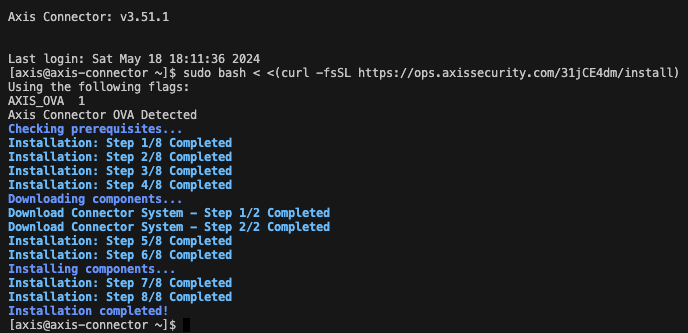 Axis Connector: v3.51.1
Last login: Sat May 18 18:11:36 2024
[axis@axis-connector ~]$ sudo bash < <(curl -fsSL https://ops.axissecurity.com/31jCE4dm/install)
Using the following flags:
AXIS_OVA  1
Axis Connector OVA Detected
Checking prerequisites...
Installation: Step 1/8 Completed
Installation: Step 2/8 Completed
Installation: Step 3/8 Completed
Installation: Step 4/8 Completed
Downloading components...
Download Connector System - Step 1/2 Completed
Download Connector System - Step 2/2 Completed
Installation: Step 5/8 Completed
Installation: Step 6/8 Completed
Installing components...
Installation: Step 7/8 Completed
Installation: Step 8/8 Completed
Installation completed!
[axis@axis-connector ~]$